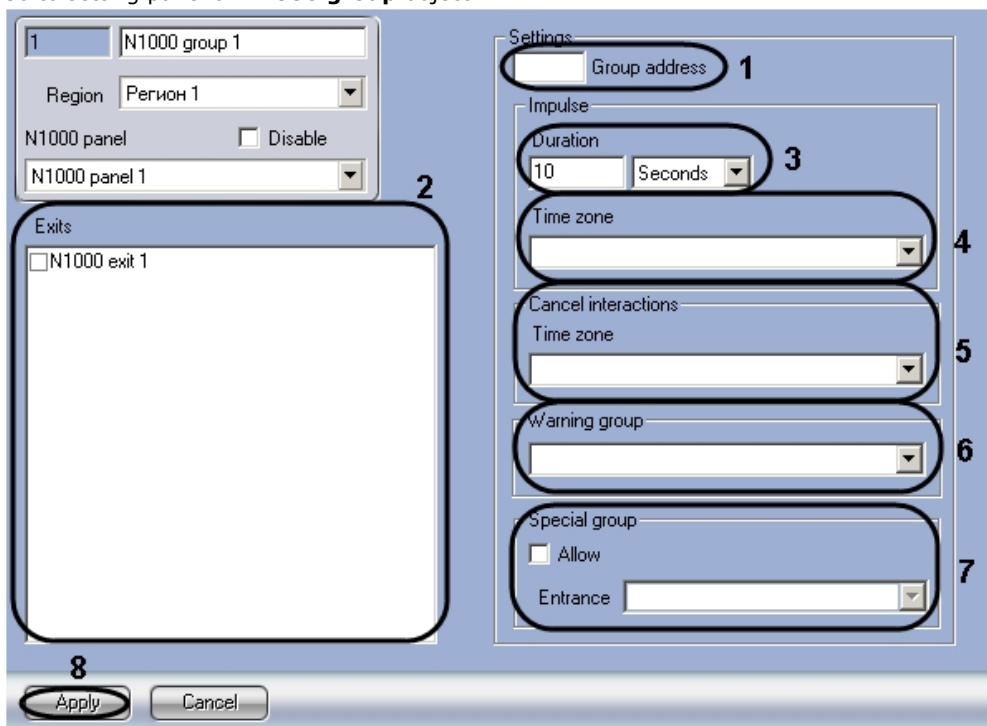 1 N1000 group 1
Region Регион 1
N1000 panel Disable
N1000 panel 1
2
Exits
N1000 exit 1
Settings
Group address 1
Impulse
Duration
10 Seconds 3
Time zone
4
Cancel interactions
Time zone
5
Warning group
6
Special group
Allow
7
Entrance
8
Apply Cancel